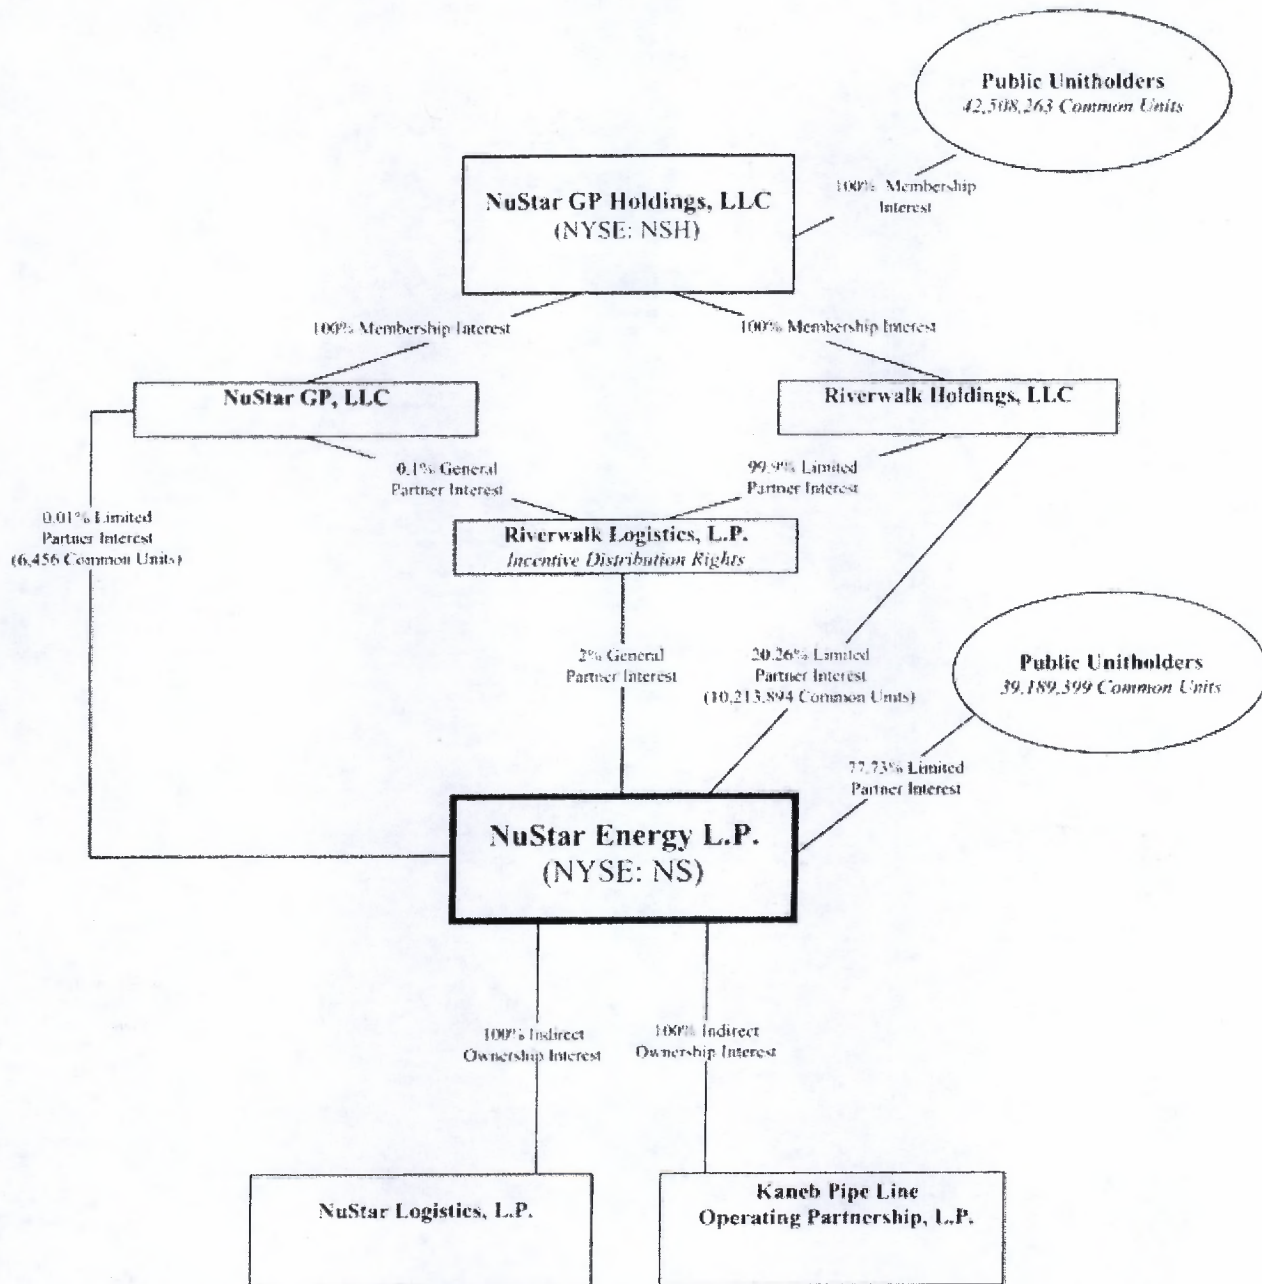 Public Unitholders
42,508,263 Common Units
NuStar GP Holdings, LLC
(NYSE: NSH)
100% Membership
Interest
100% Membership Interest
100% Membership Interest
NuStar GP, LLC
Riverwalk Holdings, LLC
0.1% General
Partner Interest
99.9% Limited
Partner Interest
0.01% Limited
Partner Interest
(6,456 Common Units)
Riverwalk Logistics, L.P.
Incentive Distribution Rights
2% General
Partner Interest
20.26% Limited
Partner Interest
(10,213,894 Common Units)
Public Unitholders
39,189,399 Common Units
77.73% Limited
Partner Interest
NuStar Energy L.P.
(NYSE: NS)
100% Indirect
Ownership Interest
100% Indirect
Ownership Interest
NuStar Logistics, L.P.
Kaneb Pipe Line
Operating Partnership, L.P.